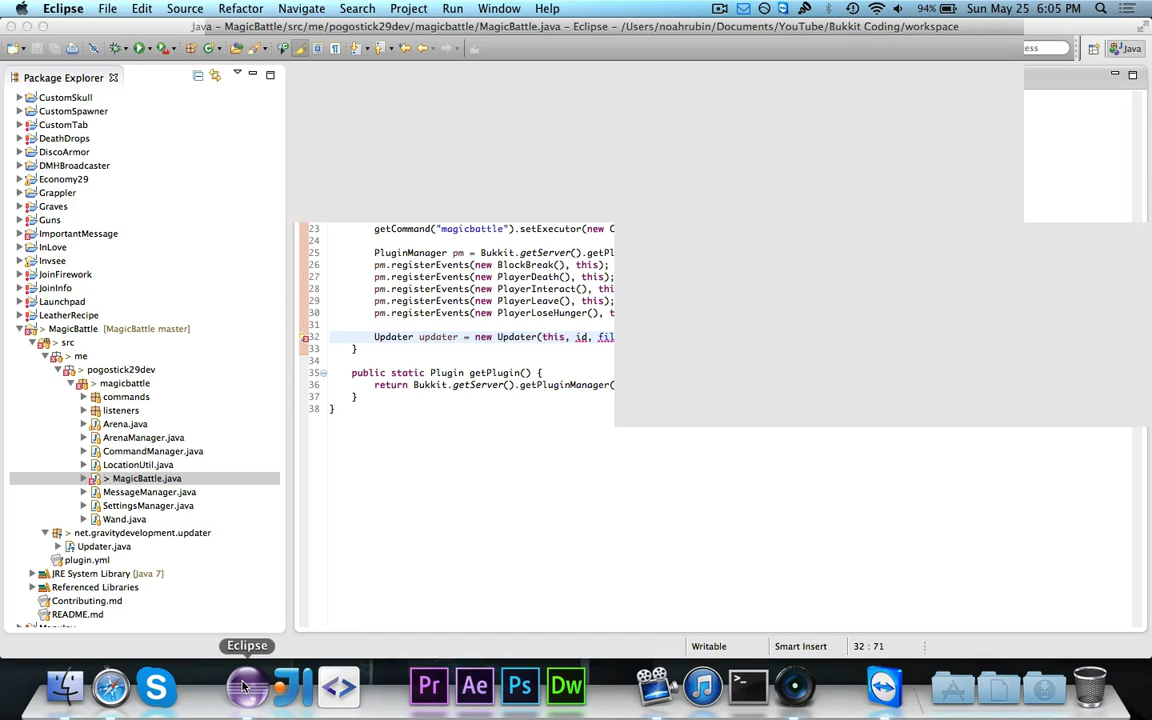 Eclipse File Edit Source Refactor Navigate Search Project Run Window Help 94% Sun May 25 6:05 PM
Java – MagicBattle/src/me/pogostick29dev/magicbattle/MagicBattle.java – Eclipse – /Users/noahrubin/Documents/YouTube/Bukkit Coding/workspace
ess Java
Package Explorer
CustomSkull
CustomSpawner
CustomTab
DeathDrops
DiscoArmor
DMHBroadcaster
Economy29
Grappler
Graves
Guns
ImportantMessage
InLove
Invsee
JoinFirework
JoinInfo
Launchpad
LeatherRecipe
> MagicBattle [MagicBattle master]
> src
> me
> pogostick29dev
> magicbattle
commands
listeners
Arena.java
ArenaManager.java
CommandManager.java
LocationUtil.java
> MagicBattle.java
MessageManager.java
SettingsManager.java
Wand.java
> net.gravitydevelopment.updater
Updater.java
plugin.yml
JRE System Library [Java 7]
Referenced Libraries
Contributing.md
README.md
23 getCommand("magicbattle").setExecutor(new C
24
25 PluginManager pm = Bukkit.getServer().getPl
26 pm.registerEvents(new BlockBreak(), this);
27 pm.registerEvents(new PlayerDeath(), this);
28 pm.registerEvents(new PlayerInteract(), thi
29 pm.registerEvents(new PlayerLeave(), this);
30 pm.registerEvents(new PlayerLoseHunger(), t
31
32 Updater updater = new Updater(this, id, fil
33 }
34
35 public static Plugin getPlugin() {
36 return Bukkit.getServer().getPluginManager(
37 }
38 }
Eclipse
Writable Smart Insert 32 : 71
S Pr Ae Ps Dw